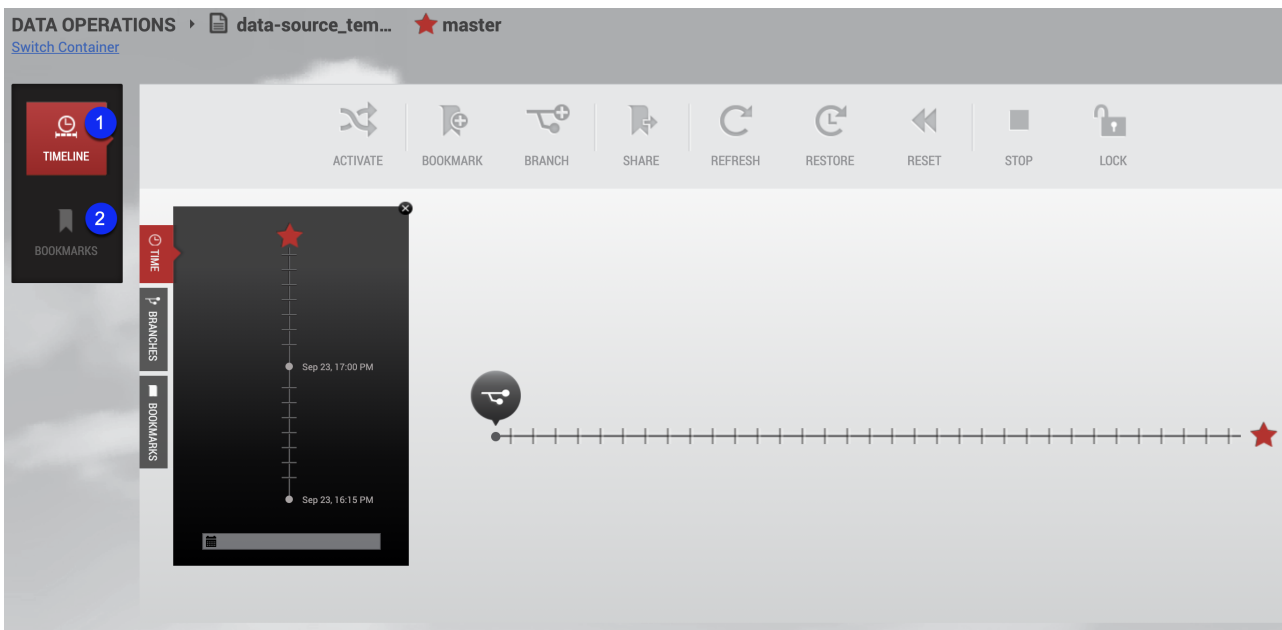 DATA OPERATIONS data-source_tem... master
Switch Container
1
TIMELINE
2
BOOKMARKS
ACTIVATE BOOKMARK BRANCH SHARE REFRESH RESTORE RESET STOP LOCK
TIME
BRANCHES
BOOKMARKS
Sep 23, 17:00 PM
Sep 23, 16:15 PM